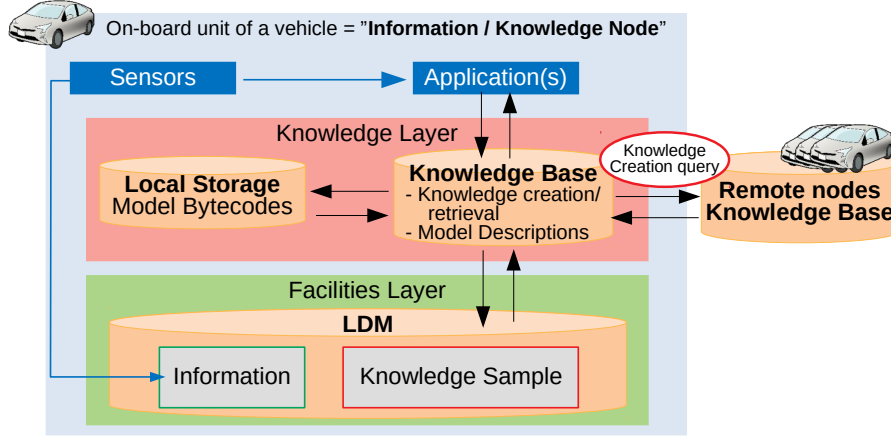 On-board unit of a vehicle = "Information / Knowledge Node"
Sensors
Application(s)
Knowledge Layer
Knowledge
Creation query
Local Storage
Model Bytecodes
Knowledge Base
- Knowledge creation/
retrieval
- Model Descriptions
Remote nodes
Knowledge Base
Facilities Layer
LDM
Information
Knowledge Sample